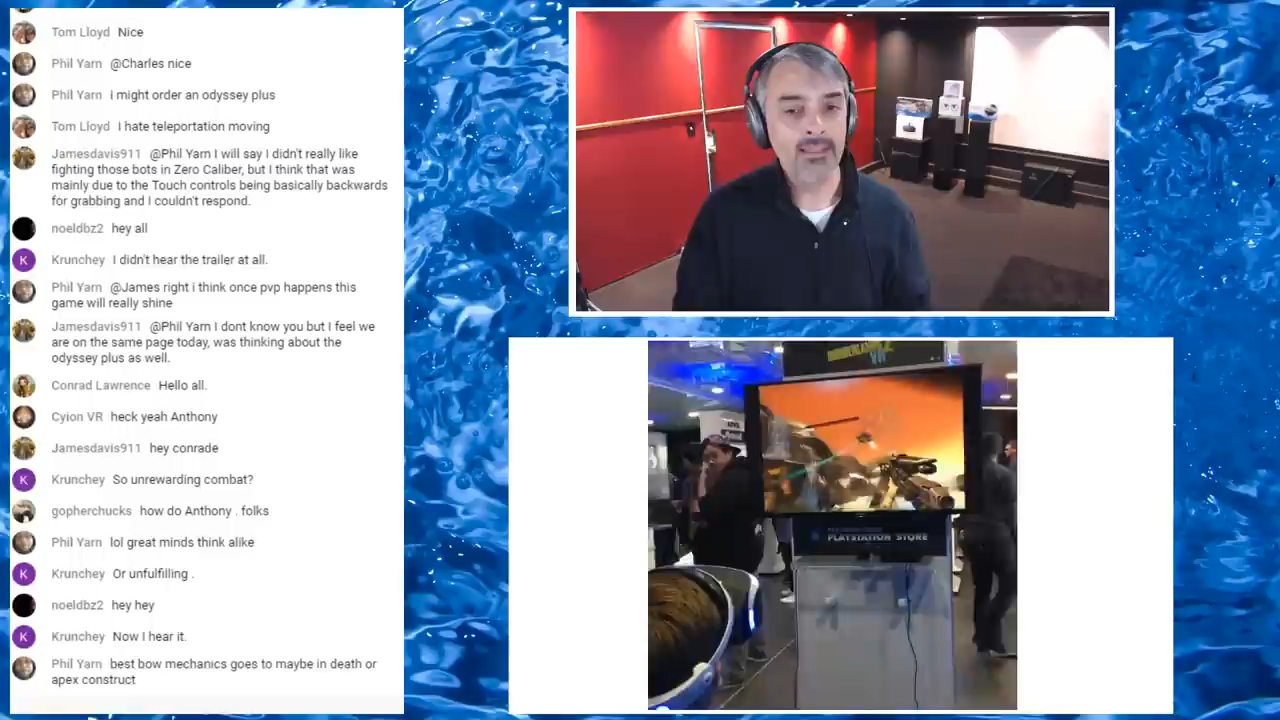 Tom Lloyd Nice
Phil Yarn @Charles nice
Phil Yarn i might order an odyssey plus
Tom Lloyd I hate teleportation moving
Jamesdavis911 @Phil Yarn I will say I didn't really like
fighting those bots in Zero Caliber, but I think that was
mainly due to the Touch controls being basically backwards
for grabbing and I couldn't respond.
noeldbz2 hey all
K Krunchey I didn't hear the trailer at all.
Phil Yarn @James right i think once pvp happens this
game will really shine
Jamesdavis911 @Phil Yarn I dont know you but I feel we
are on the same page today, was thinking about the
odyssey plus as well.
Conrad Lawrence Hello all.
Cyion VR heck yeah Anthony
Jamesdavis911 hey conrade
K Krunchey So unrewarding combat?
gopherchucks how do Anthony . folks
Phil Yarn lol great minds think alike
K Krunchey Or unfulfilling .
noeldbz2 hey hey
K Krunchey Now I hear it.
Phil Yarn best bow mechanics goes to maybe in death or
apex construct
BORDERLANDS 2
VR
PLAYSTATION STORE